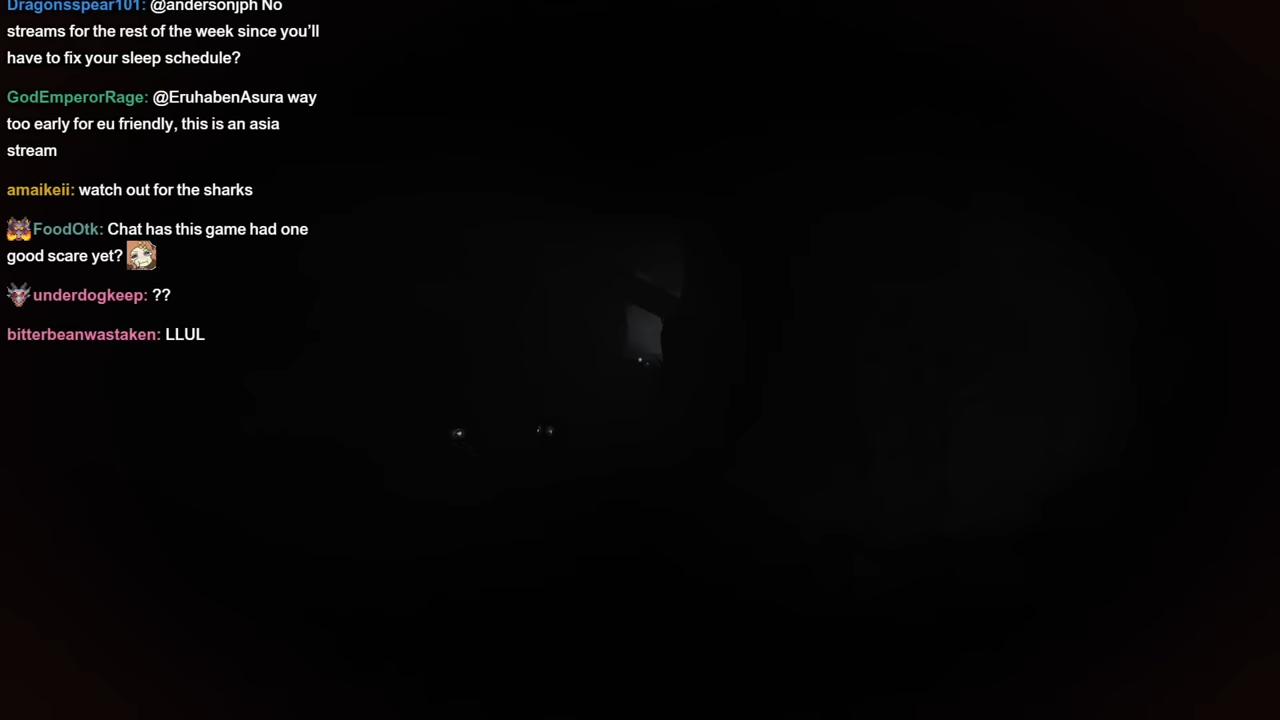 Dragonsspear101: @andersonjph No
streams for the rest of the week since you’ll
have to fix your sleep schedule?
GodEmperorRage: @EruhabenAsura way
too early for eu friendly, this is an asia
stream
amaikeii: watch out for the sharks
FoodOtk: Chat has this game had one
good scare yet?
underdogkeep: ??
bitterbeanwastaken: LLUL